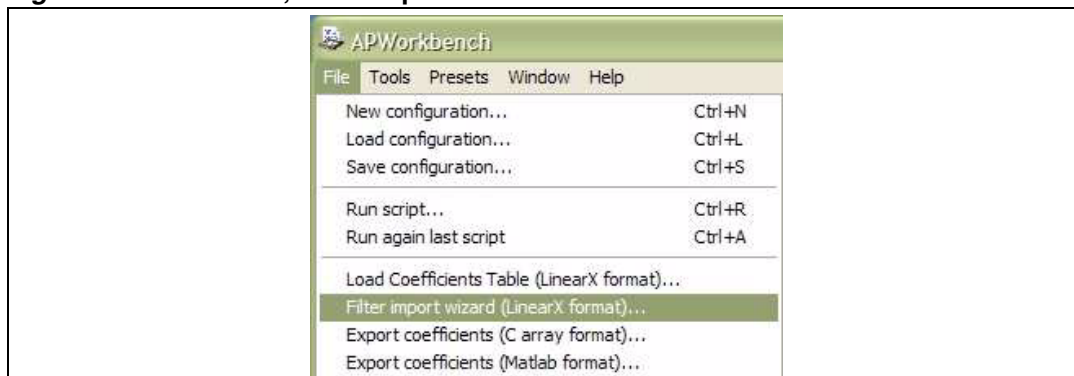 APWorkbench
File Tools Presets Window Help
New configuration... Ctrl+N
Load configuration... Ctrl+L
Save configuration... Ctrl+S
Run script... Ctrl+R
Run again last script Ctrl+A
Load Coefficients Table (LinearX format)...
Filter import wizard (LinearX format)...
Export coefficients (C array format)...
Export coefficients (Matlab format)...